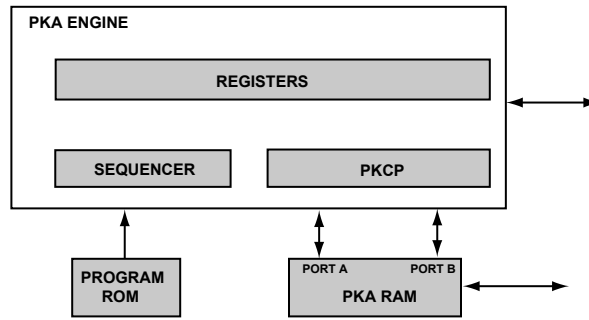 PKA ENGINE
REGISTERS
SEQUENCER
PKCP
PROGRAM
ROM
PORT A
PORT B
PKA RAM